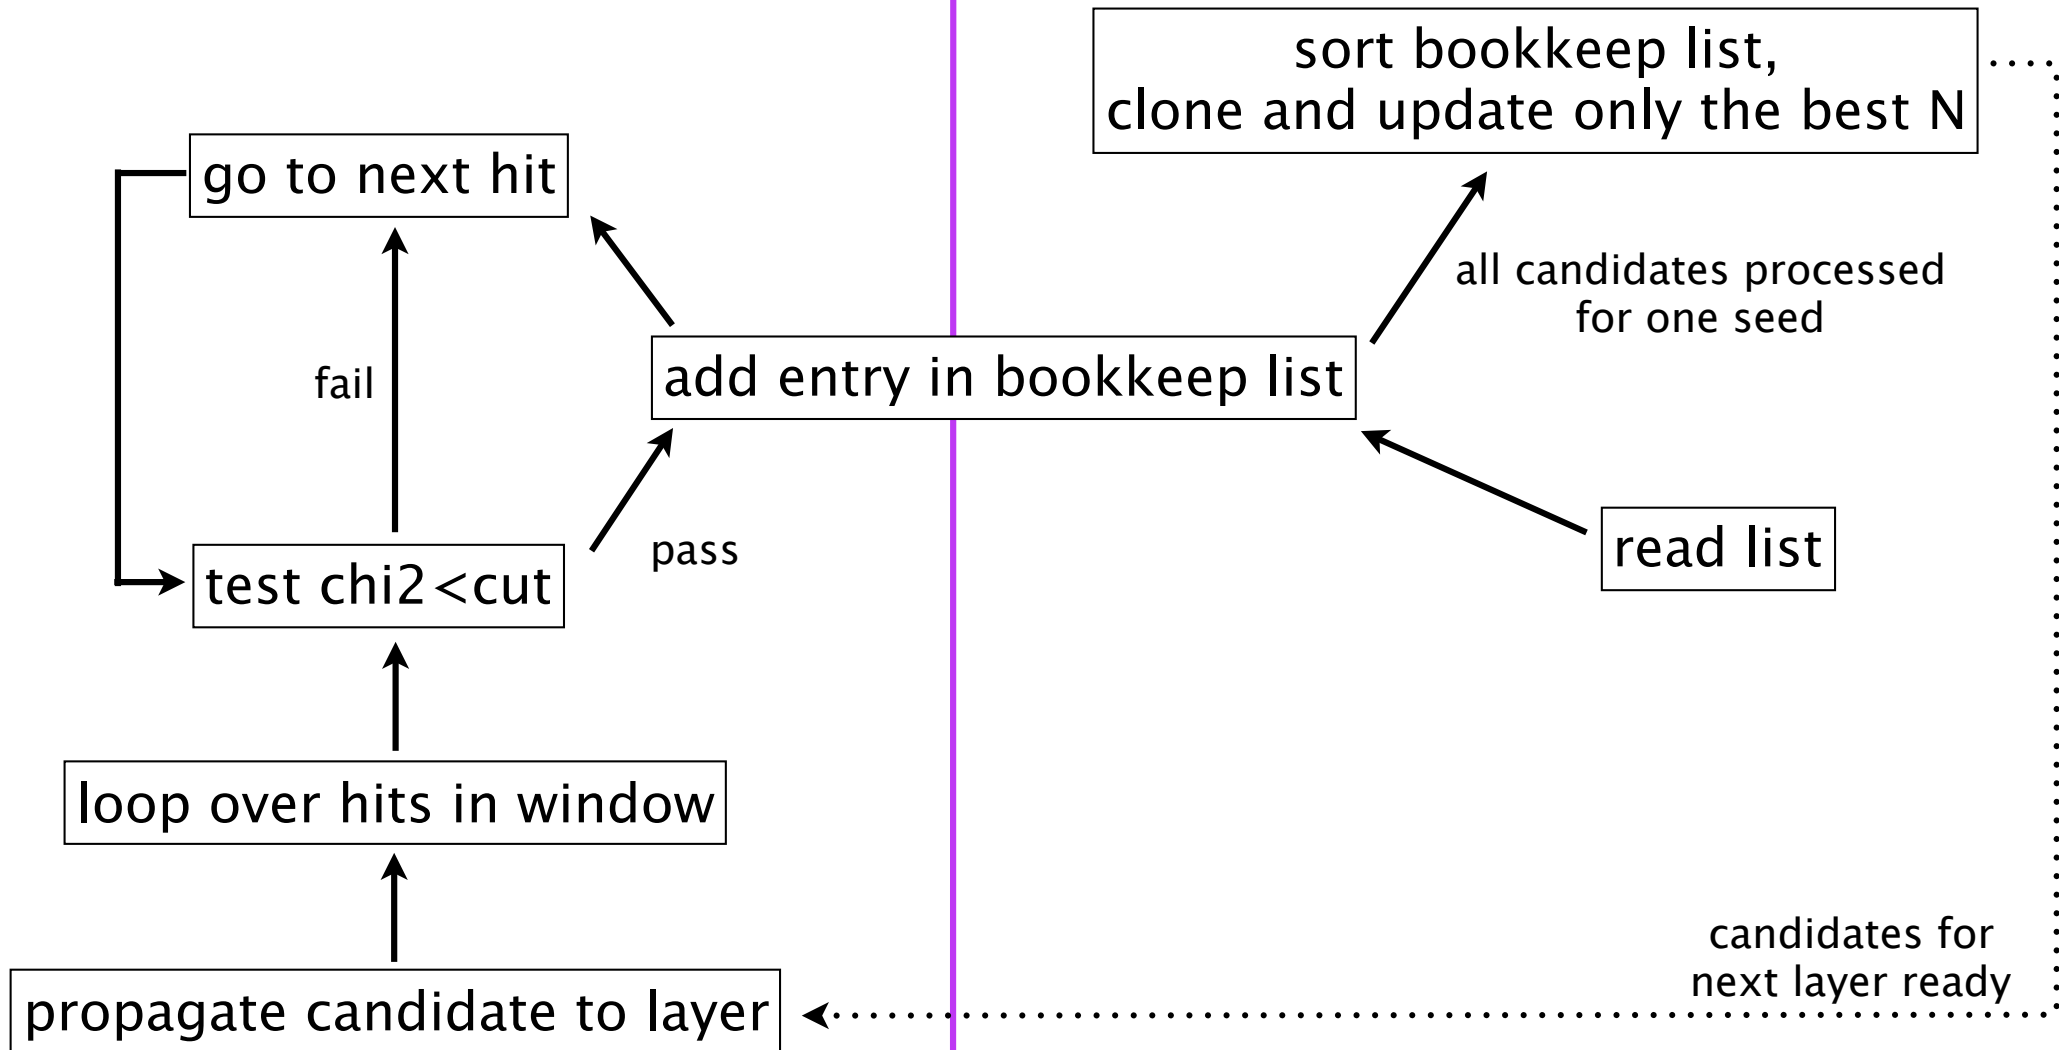 sort bookkeep list,
clone and update only the best N
go to next hit
all candidates processed
for one seed
fail
add entry in bookkeep list
pass
read list
test chi2<cut
loop over hits in window
candidates for
next layer ready
propagate candidate to layer